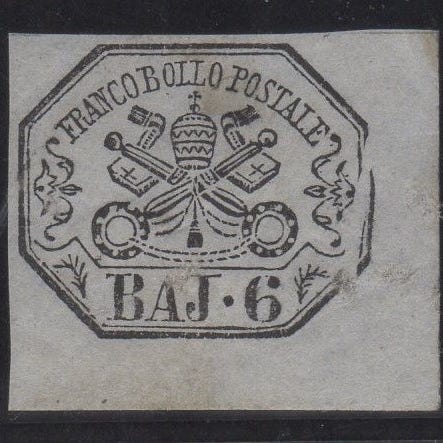 FRANCO BOLLO POSTALE
BAJ · 6